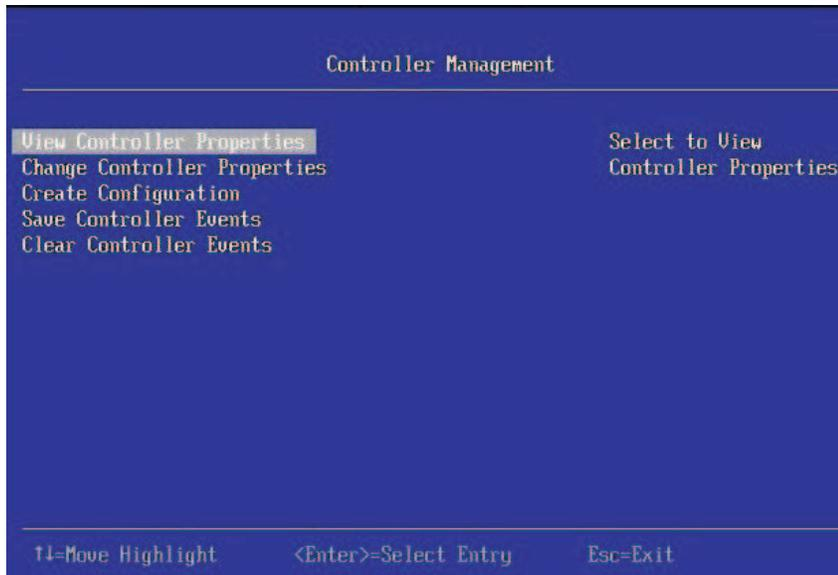 Controller Management
View Controller Properties
Change Controller Properties
Create Configuration
Save Controller Events
Clear Controller Events
Select to View
Controller Properties
↑↓=Move Highlight <Enter>=Select Entry Esc=Exit